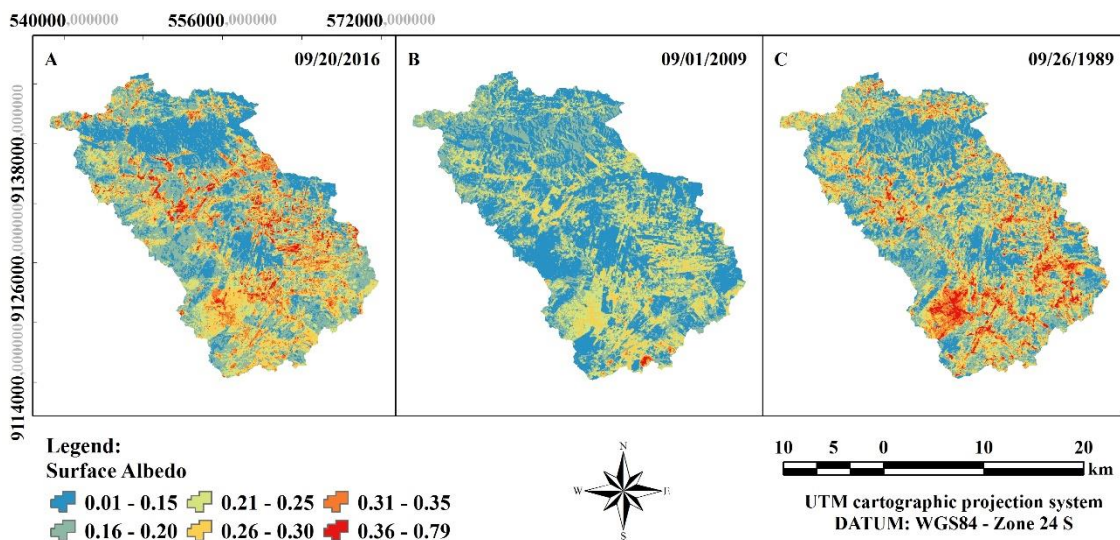 540000,000000 556000,000000 572000,000000
A 09/20/2016
B 09/01/2009
C 09/26/1989
9138000,000000
9126000,000000
9114000,000000
Legend:
Surface Albedo
0.01 - 0.15 0.21 - 0.25 0.31 - 0.35
0.16 - 0.20 0.26 - 0.30 0.36 - 0.79
N
W E
S
10 5 0 10 20
km
UTM cartographic projection system
DATUM: WGS84 - Zone 24 S